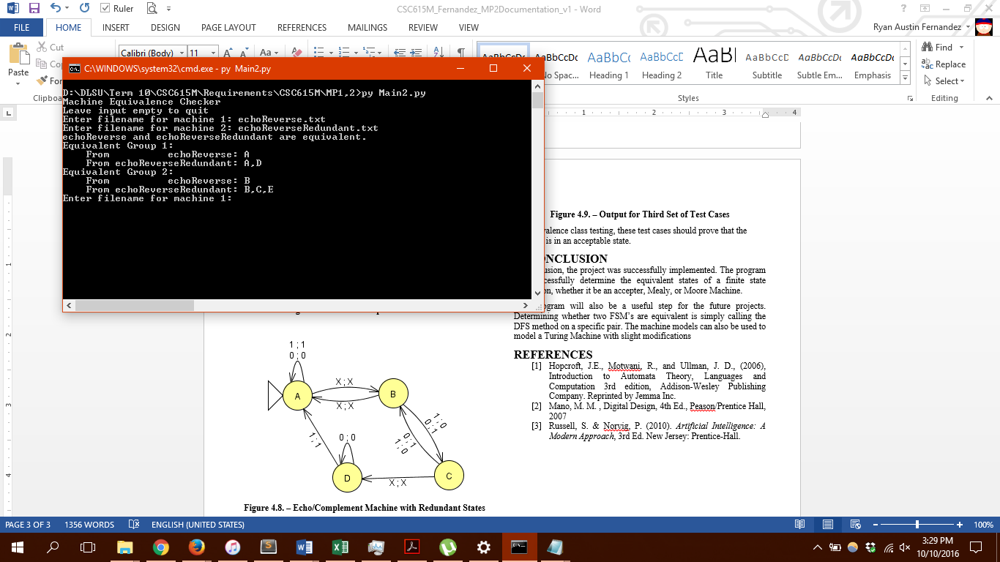 CSC615M_Fernandez_MP2Documentation_v1 - Word
Ruler
FILE
HOME
INSERT
DESIGN
PAGE LAYOUT
REFERENCES
MAILINGS
REVIEW
VIEW
Ryan Austin Fernandez
Paste
Cut
Calibri (Body)
11
Aa
AaBbCcDc
AaBbCcDc
AaBbCc
AaBbCcD
AaBl
AaBbCcD
AaBbCcDc
AaBbCcDc
No Spac...
Heading 1
Heading 2
Title
Subtitle
Subtle Em...
Emphasis
Styles
Find
Replace
Select
Editing
C:\WINDOWS\system32\cmd.exe - py Main2.py
D:\DLSU\Term 10\CSC615M\Requirements\CSC615M\MP1,2>py Main2.py
Machine Equivalence Checker
Leave input empty to quit
Enter filename for machine 1: echoReverse.txt
Enter filename for machine 2: echoReverseRedundant.txt
echoReverse and echoReverseRedundant are equivalent.
Equivalent Group 1:
From echoReverse: A
From echoReverseRedundant: A,D
Equivalent Group 2:
From echoReverse: B
From echoReverseRedundant: B,C,E
Enter filename for machine 1:
1 2 3 4
1
2
3
4
Figure 4.9. – Output for Third Set of Test Cases
valence class testing, these test cases should prove that the
is in an acceptable state.
ONCLUSION
usion, the project was successfully implemented. The program
cessfully determine the equivalent states of a finite state
on, whether it be an accepter, Mealy, or Moore Machine.
ogram will also be a useful step for the future projects.
Determining whether two FSM's are equivalent is simply calling the
DFS method on a specific pair. The machine models can also be used to
model a Turing Machine with slight modifications
REFERENCES
[1] Hopcroft, J.E., Motwani, R., and Ullman, J. D., (2006),
Introduction to Automata Theory, Languages and
Computation 3rd edition, Addison-Wesley Publishing
Company. Reprinted by Jemma Inc.
[2] Mano, M. M. , Digital Design, 4th Ed., Peason/Prentice Hall,
2007
[3] Russell, S. & Norvig, P. (2010). Artificial Intelligence: A
Modern Approach, 3rd Ed. New Jersey: Prentice-Hall.
1 ; 1
0 ; 0
X ; X
X ; X
A
B
1 ; 0
0 ; 1
0 ; 1
1 ; 0
1 ; 1
0 ; 0
D
C
X ; X
Figure 4.8. – Echo/Complement Machine with Redundant States
PAGE 3 OF 3
1356 WORDS
ENGLISH (UNITED STATES)
100%
3:29 PM
10/10/2016